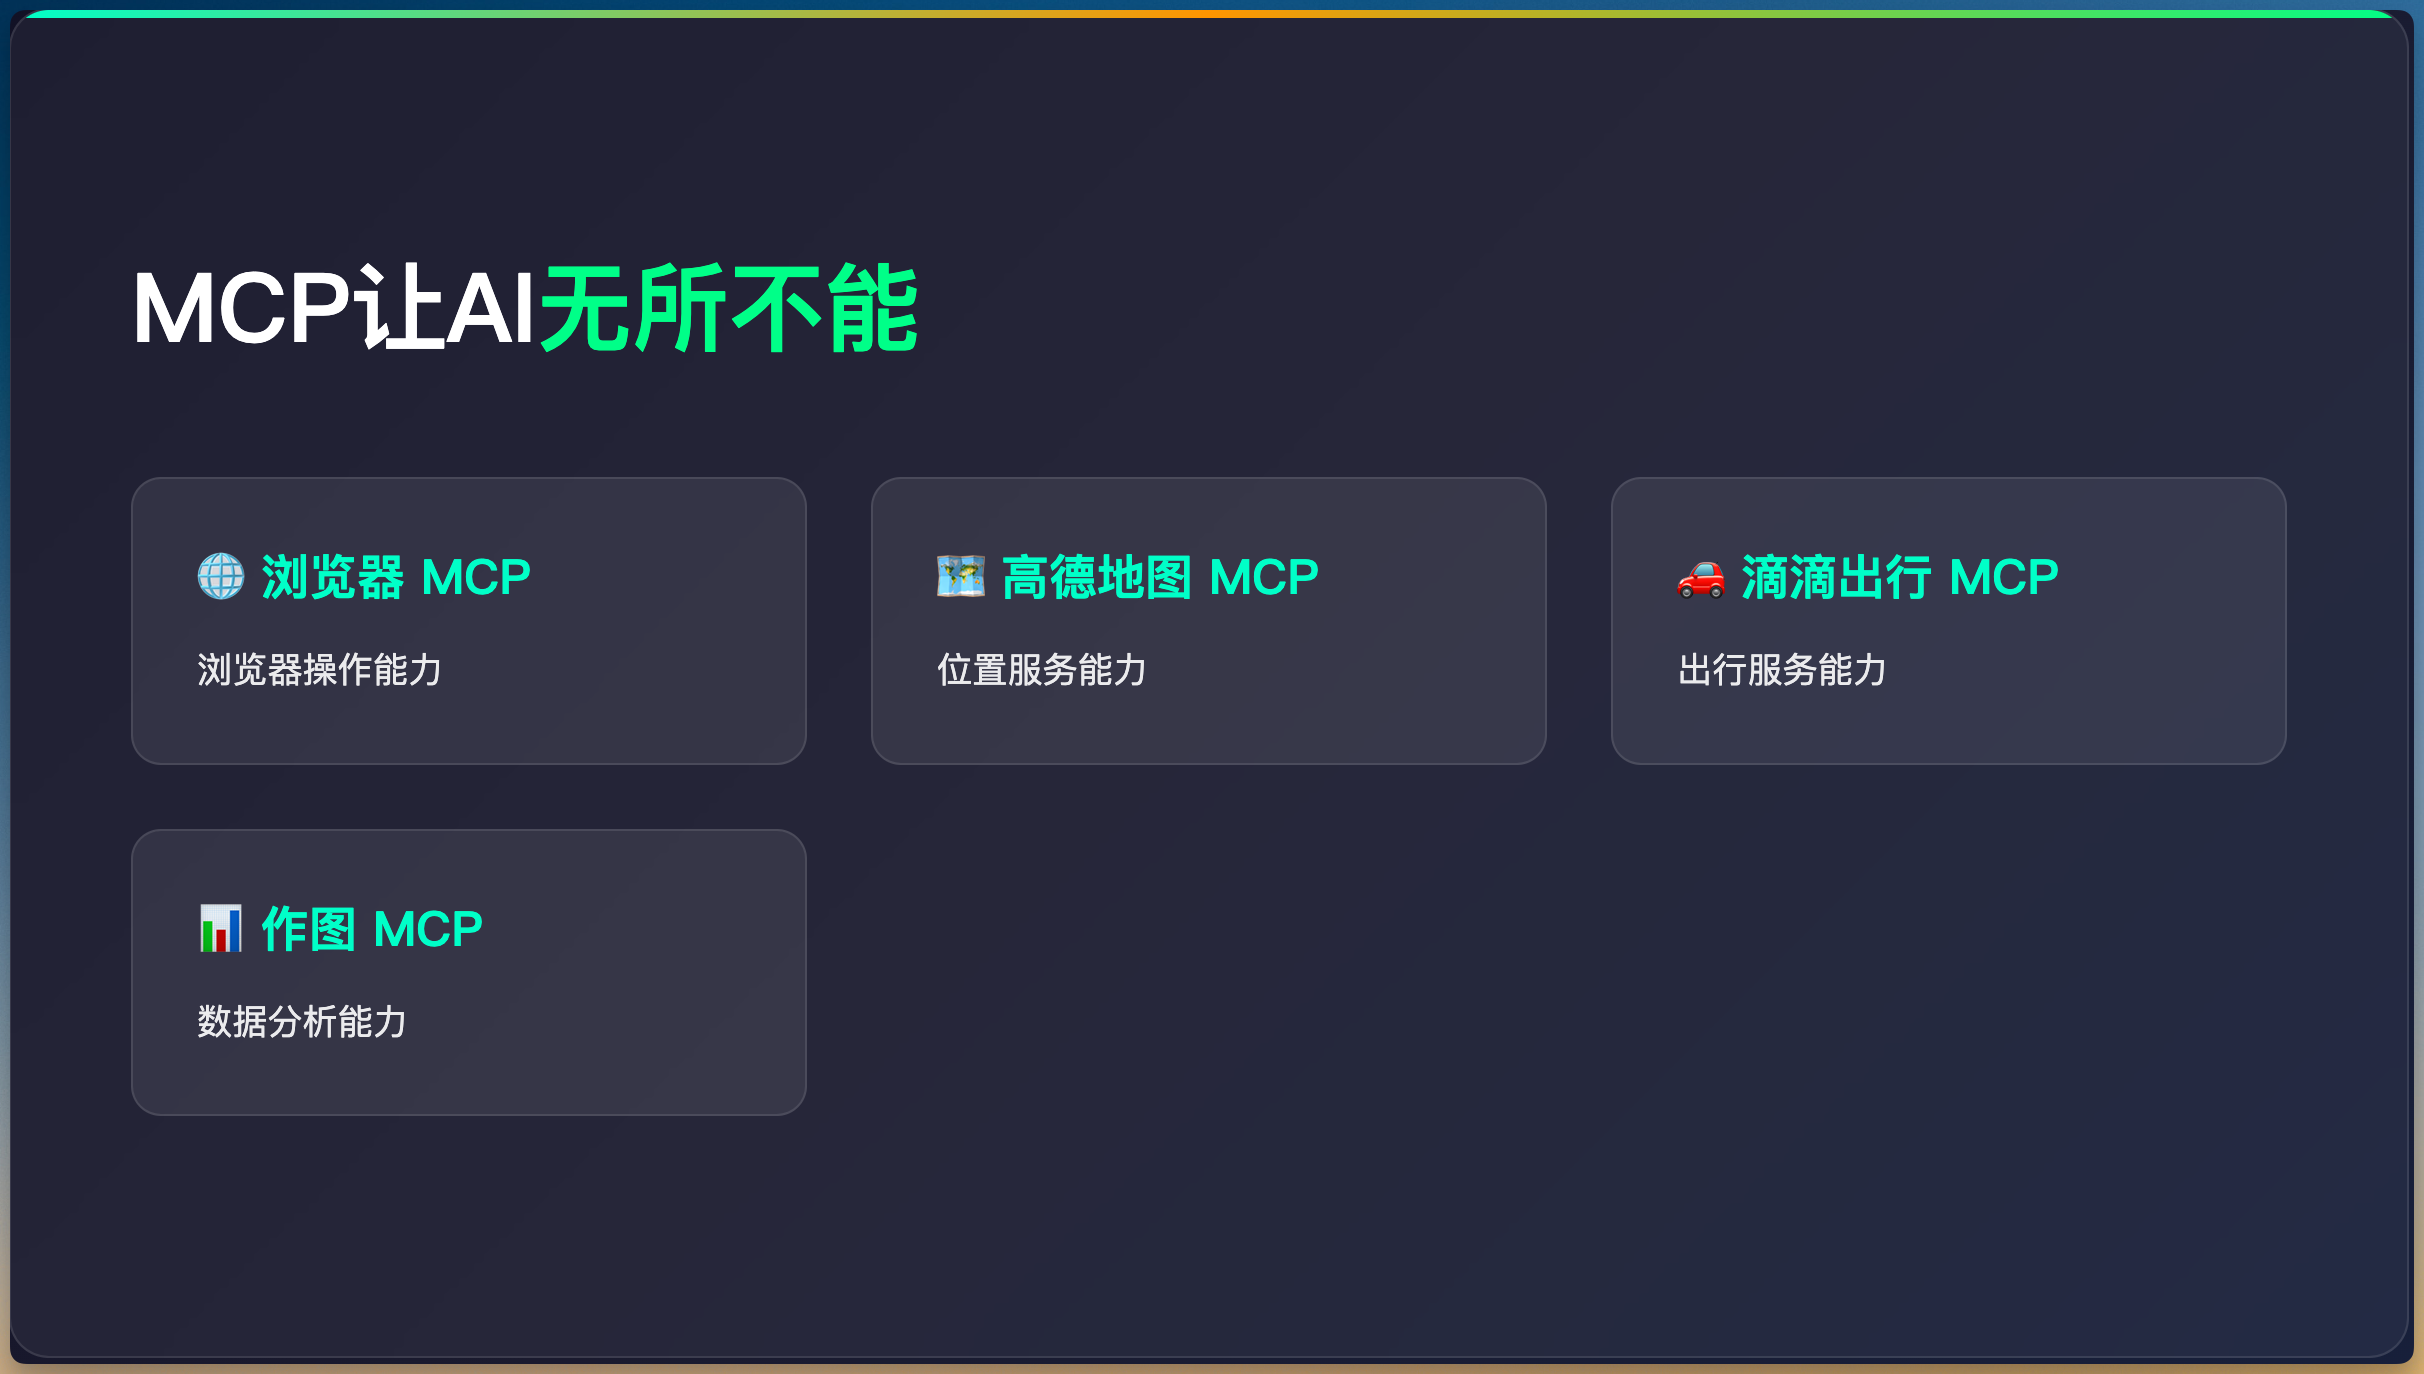 MCP让AI无所不能
🌐 浏览器 MCP
浏览器操作能力
🗺️ 高德地图 MCP
位置服务能力
🚗 滴滴出行 MCP
出行服务能力
📊 作图 MCP
数据分析能力